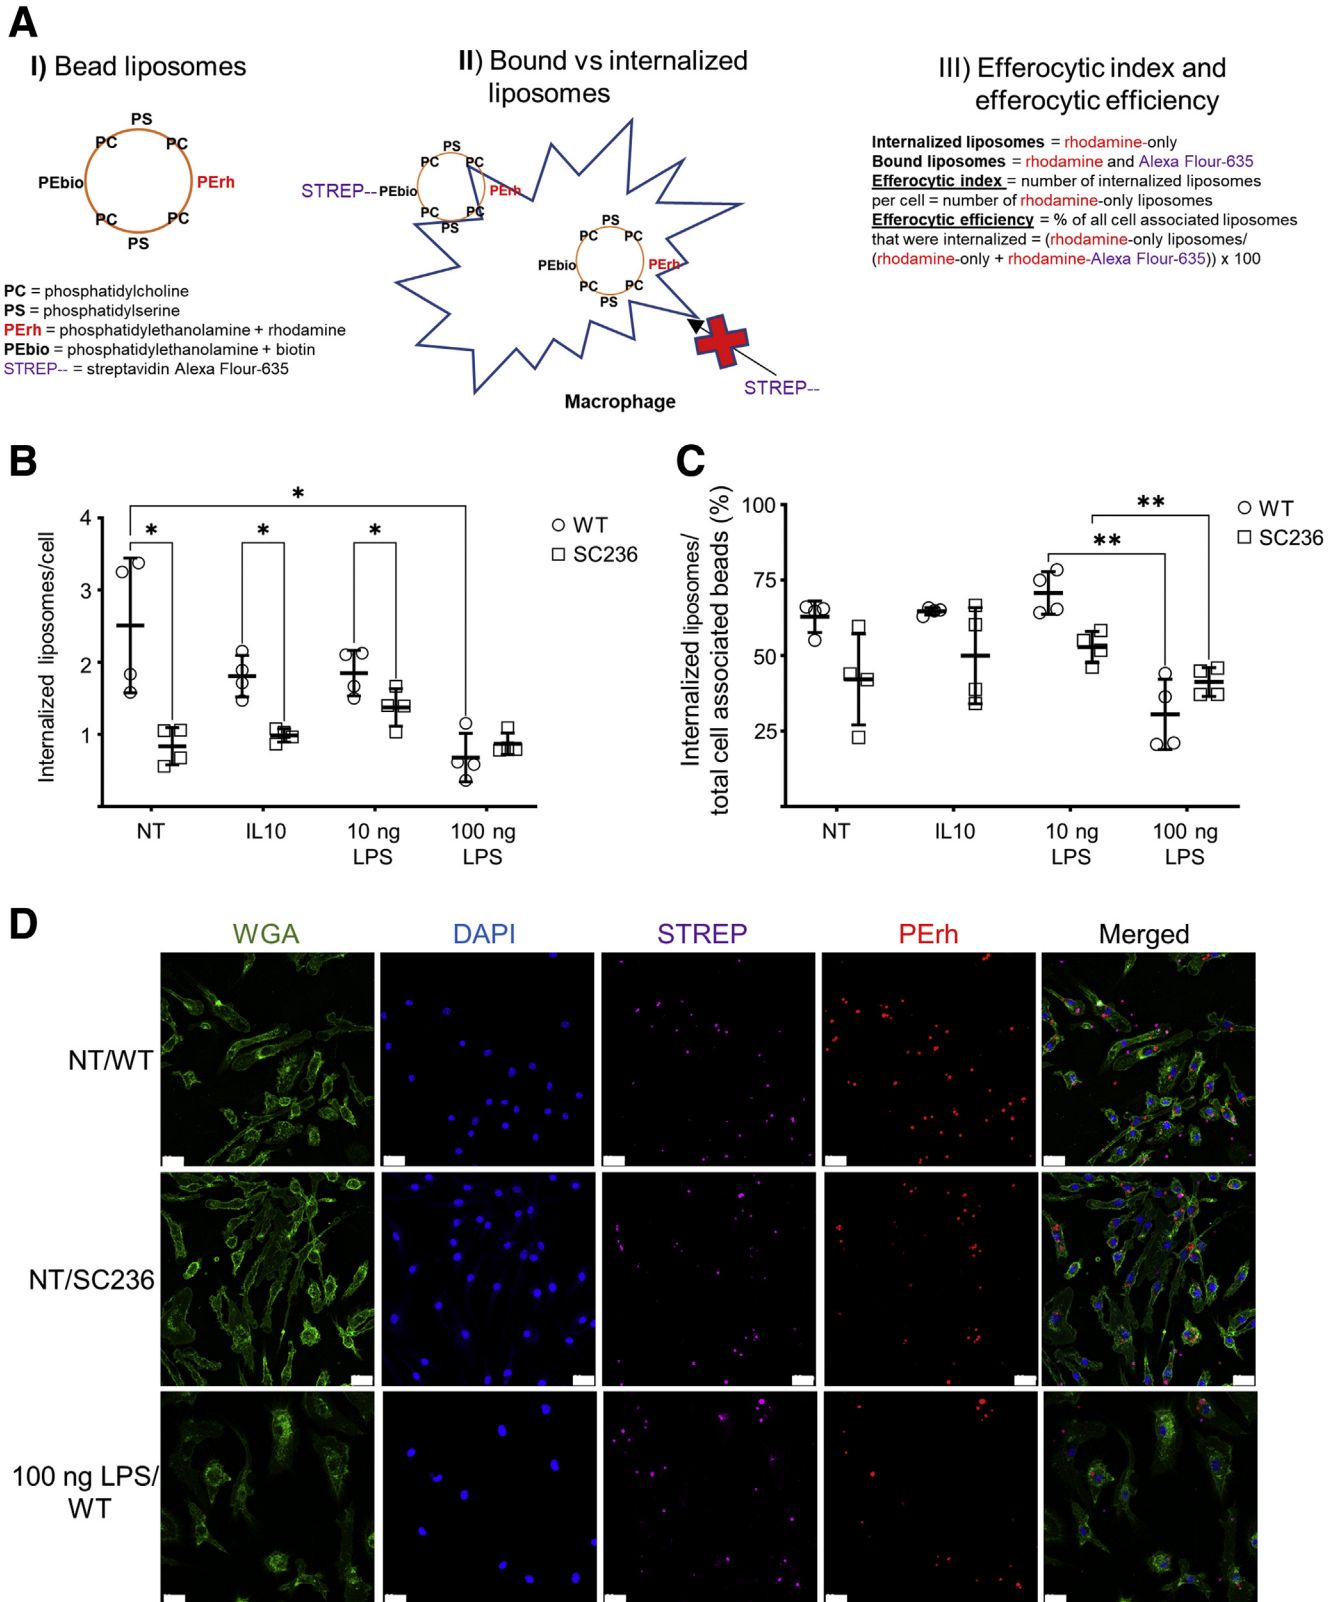 A
I) Bead liposomes
PS
PC PC
PEbio PErh
PC PC
PS
PC = phosphatidylcholine
PS = phosphatidylserine
PErh = phosphatidylethanolamine + rhodamine
PEbio = phosphatidylethanolamine + biotin
STREP-- = streptavidin Alexa Flour-635
II) Bound vs internalized
liposomes
PS
PC PC
STREP-- PEbio PErh
PC PC
PS
PS
PC PC
PEbio PErh
PC PC
PS
STREP--
Macrophage
III) Efferocytic index and
efferocytic efficiency
Internalized liposomes = rhodamine-only
Bound liposomes = rhodamine and Alexa Flour-635
Efferocytic index = number of internalized liposomes
per cell = number of rhodamine-only liposomes
Efferocytic efficiency = % of all cell associated liposomes
that were internalized = (rhodamine-only liposomes/
(rhodamine-only + rhodamine-Alexa Flour-635)) x 100
B
Internalized liposomes/cell
4
3
2
1
*
* * *
WT
SC236
NT IL10 10 ng LPS 100 ng LPS
C
Internalized liposomes/
total cell associated beads (%)
100
75
50
25
**
**
WT
SC236
NT IL10 10 ng LPS 100 ng LPS
D
WGA DAPI STREP PErh Merged
NT/WT
NT/SC236
100 ng LPS/
WT